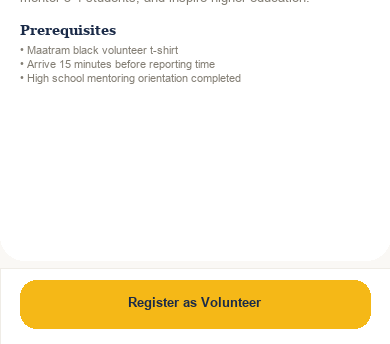 Prerequisites
• Maatram black volunteer t-shirt
• Arrive 15 minutes before reporting time
• High school mentoring orientation completed
Register as Volunteer